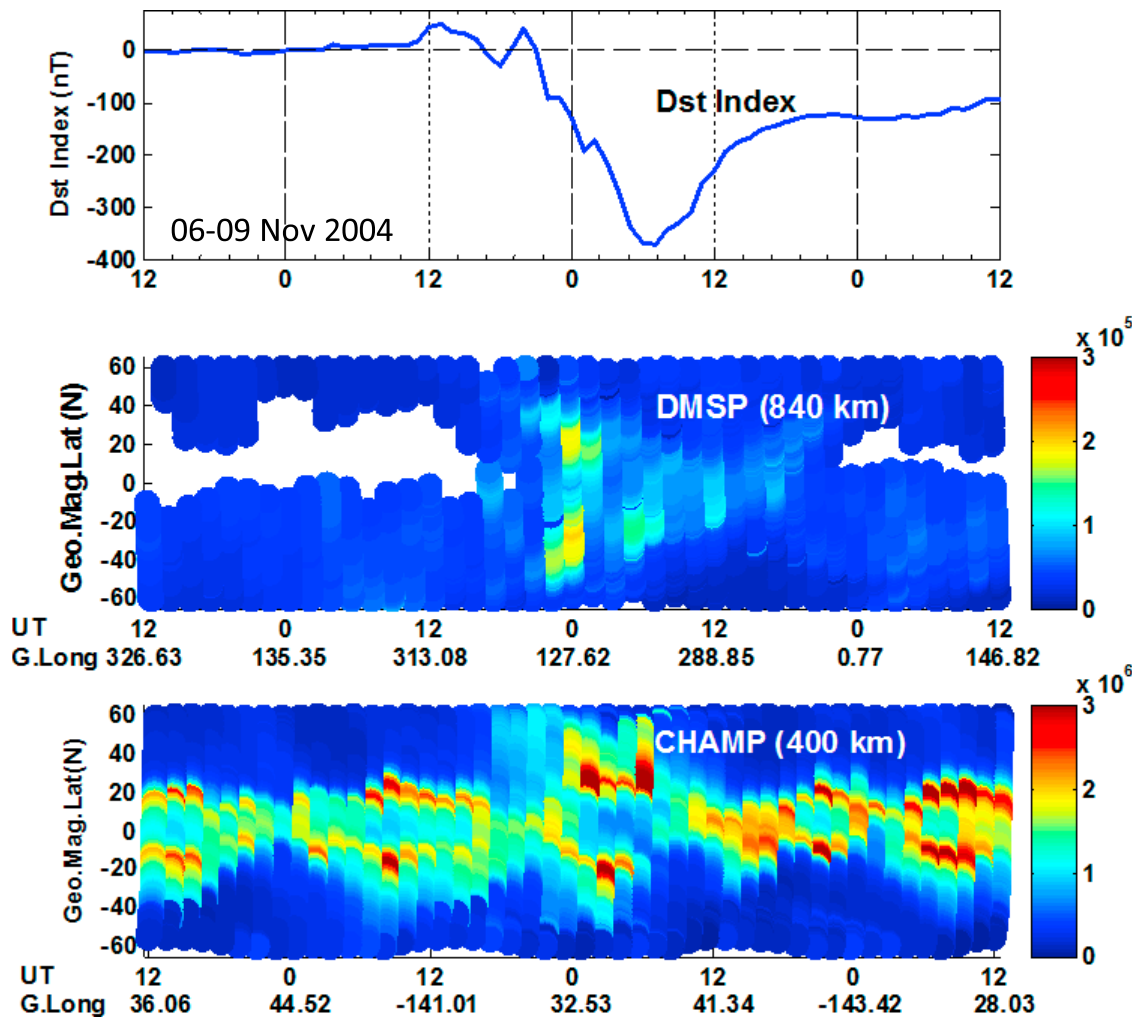 Dst Index (nT)
0
-100
-200
-300
-400
Dst Index
06-09 Nov 2004
12 0 12 0 12 0 12
x 10^5
Geo.Mag.Lat (N)
60
40
20
0
-20
-40
-60
DMSP (840 km)
3
2
1
0
UT 12 0 12 0 12 0 12
G.Long 326.63 135.35 313.08 127.62 288.85 0.77 146.82
x 10^6
Geo.Mag.Lat(N)
60
40
20
0
-20
-40
-60
CHAMP (400 km)
3
2
1
0
UT 12 0 12 0 12 0 12
G.Long 36.06 44.52 -141.01 32.53 41.34 -143.42 28.03